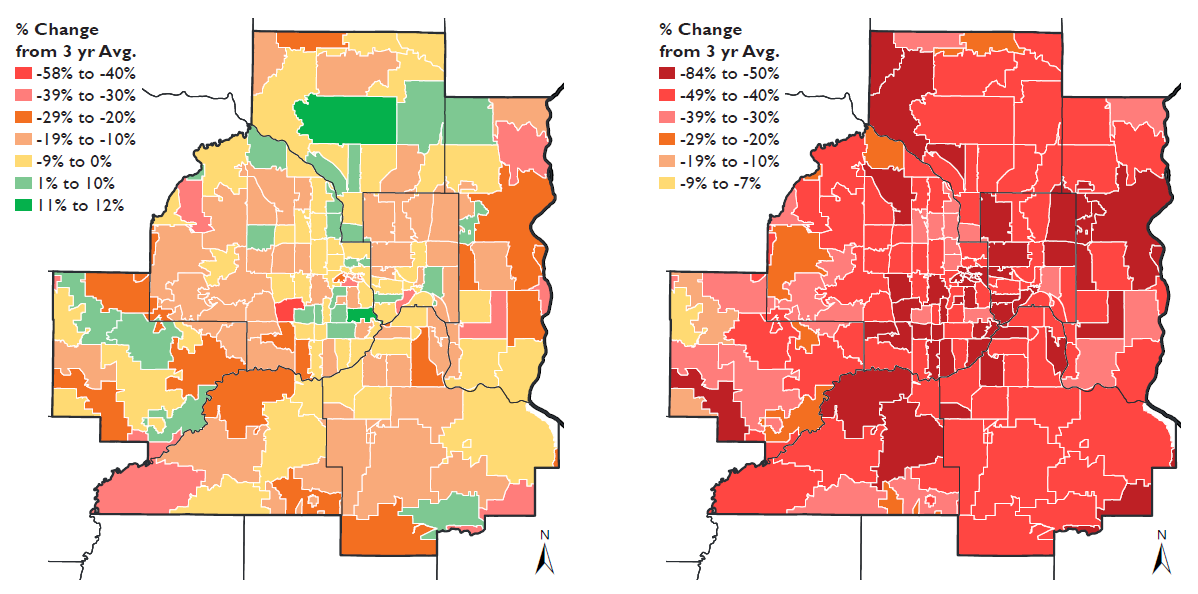 % Change
from 3 yr Avg.
-58% to -40%
-39% to -30%
-29% to -20%
-19% to -10%
-9% to 0%
1% to 10%
11% to 12%
N
% Change
from 3 yr Avg.
-84% to -50%
-49% to -40%
-39% to -30%
-29% to -20%
-19% to -10%
-9% to -7%
N